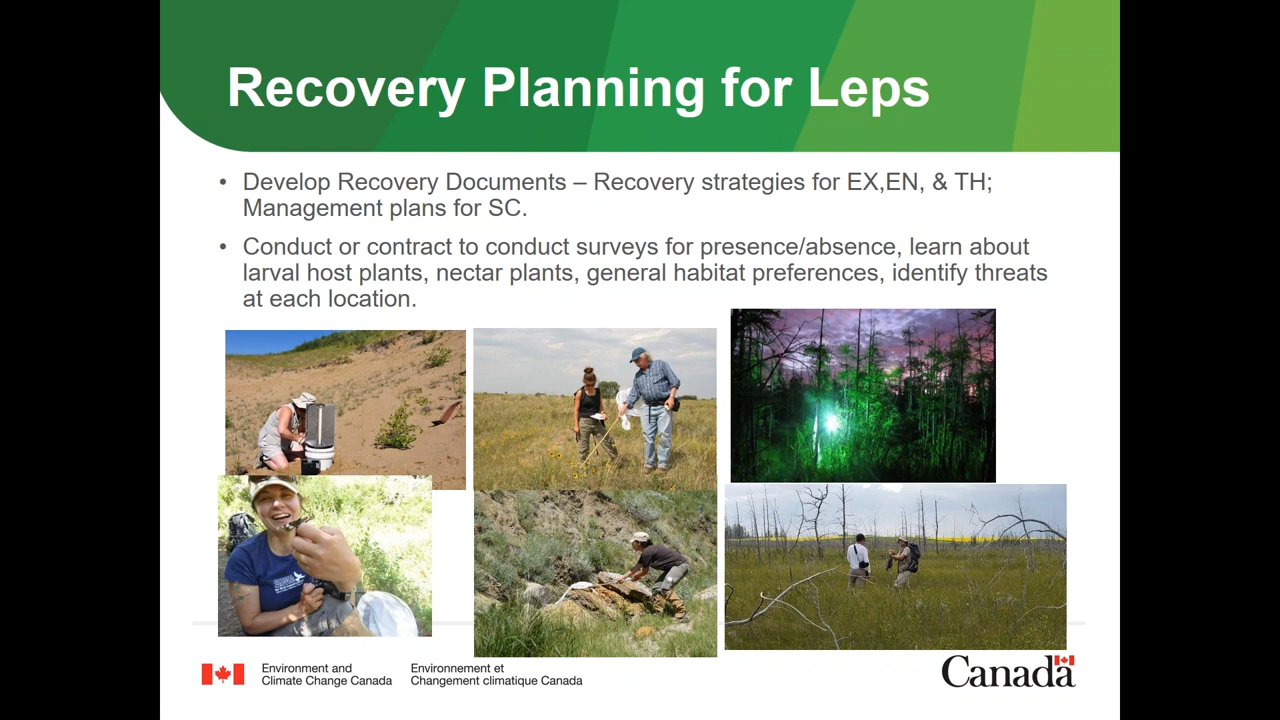 Recovery Planning for Leps
• Develop Recovery Documents – Recovery strategies for EX,EN, & TH;
Management plans for SC.
• Conduct or contract to conduct surveys for presence/absence, learn about
larval host plants, nectar plants, general habitat preferences, identify threats
at each location.
Environment and
Climate Change Canada
Environnement et
Changement climatique Canada
Canada